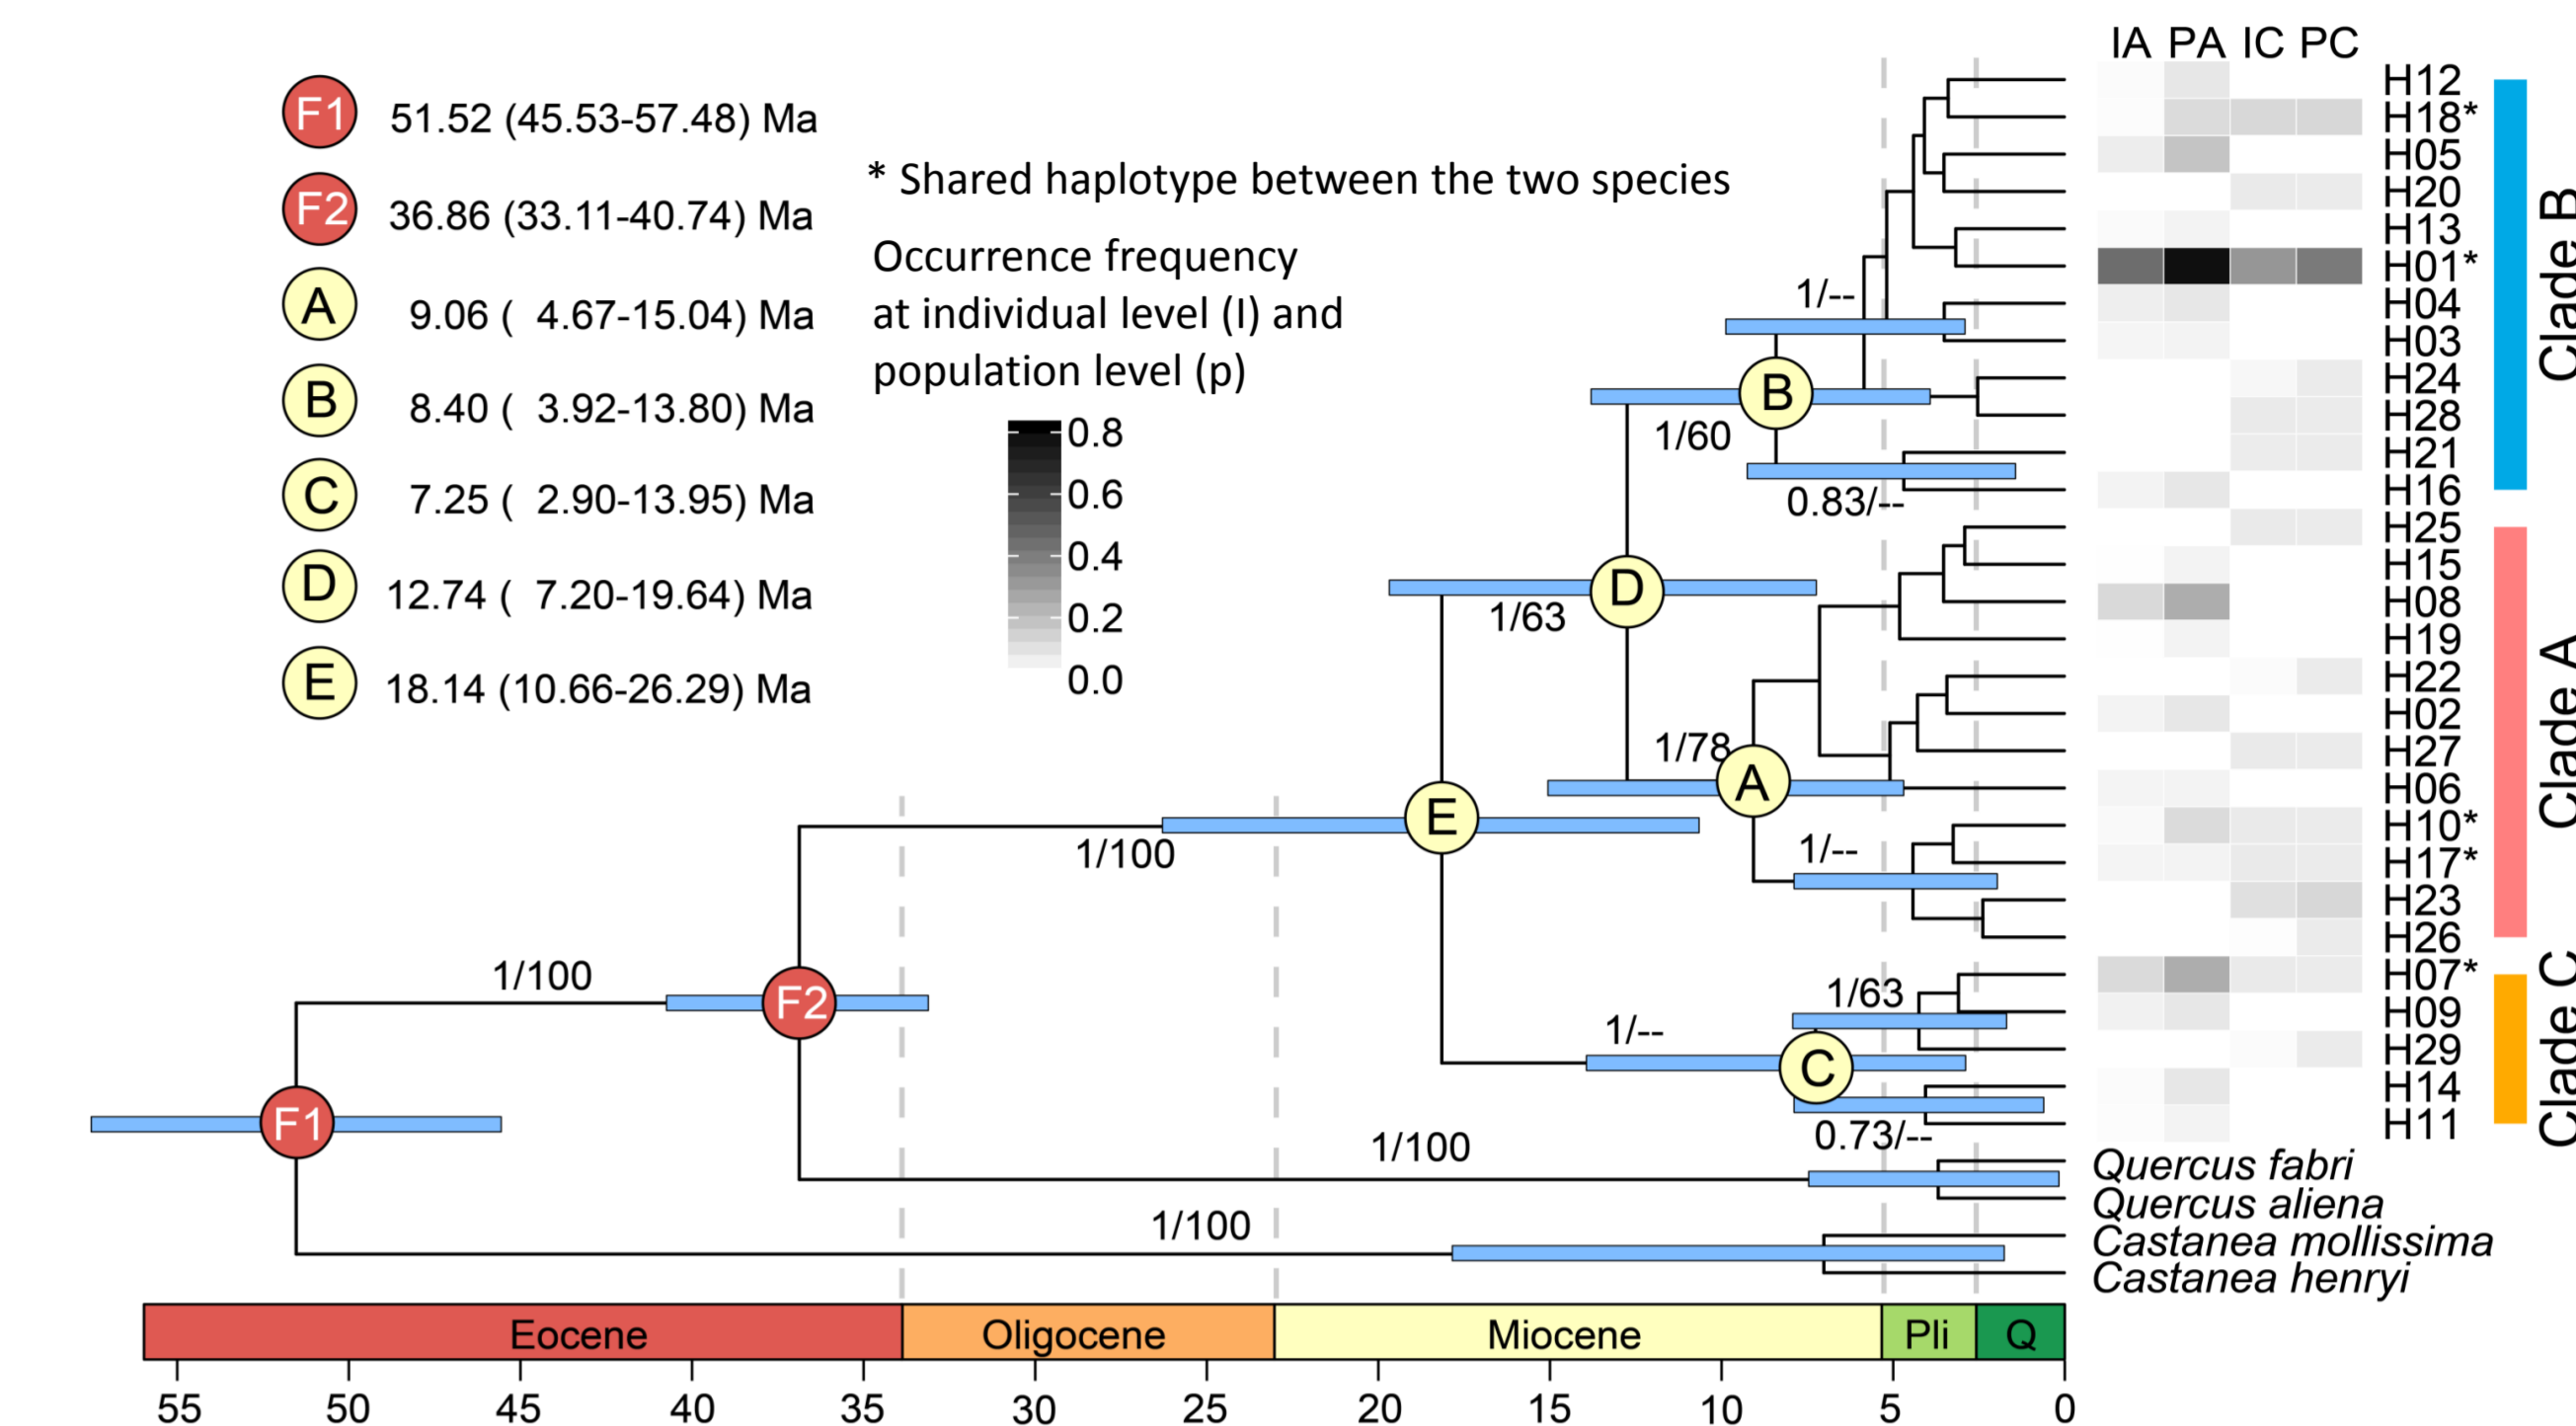 IA PA IC PC
F1 51.52 (45.53-57.48) Ma
F2 36.86 (33.11-40.74) Ma
A 9.06 ( 4.67-15.04) Ma
B 8.40 ( 3.92-13.80) Ma
C 7.25 ( 2.90-13.95) Ma
D 12.74 ( 7.20-19.64) Ma
E 18.14 (10.66-26.29) Ma
* Shared haplotype between the two species
Occurrence frequency
at individual level (I) and
population level (p)
0.8
0.6
0.4
0.2
0.0
1/--
B
1/60
0.83/--
D
1/63
1/78
A
E
1/100
1/--
1/100
F2
1/63
1/--
C
0.73/--
F1
1/100
1/100
H12
H18*
H05
H20
H13
H01*
H04
H03
H24
H28
H21
H16
H25
H15
H08
H19
H22
H02
H27
H06
H10*
H17*
H23
H26
H07*
H09
H29
H14
H11
Clade B
Clade A
Clade C
Quercus fabri
Quercus aliena
Castanea mollissima
Castanea henryi
Eocene Oligocene Miocene Pli Q
55 50 45 40 35 30 25 20 15 10 5 0